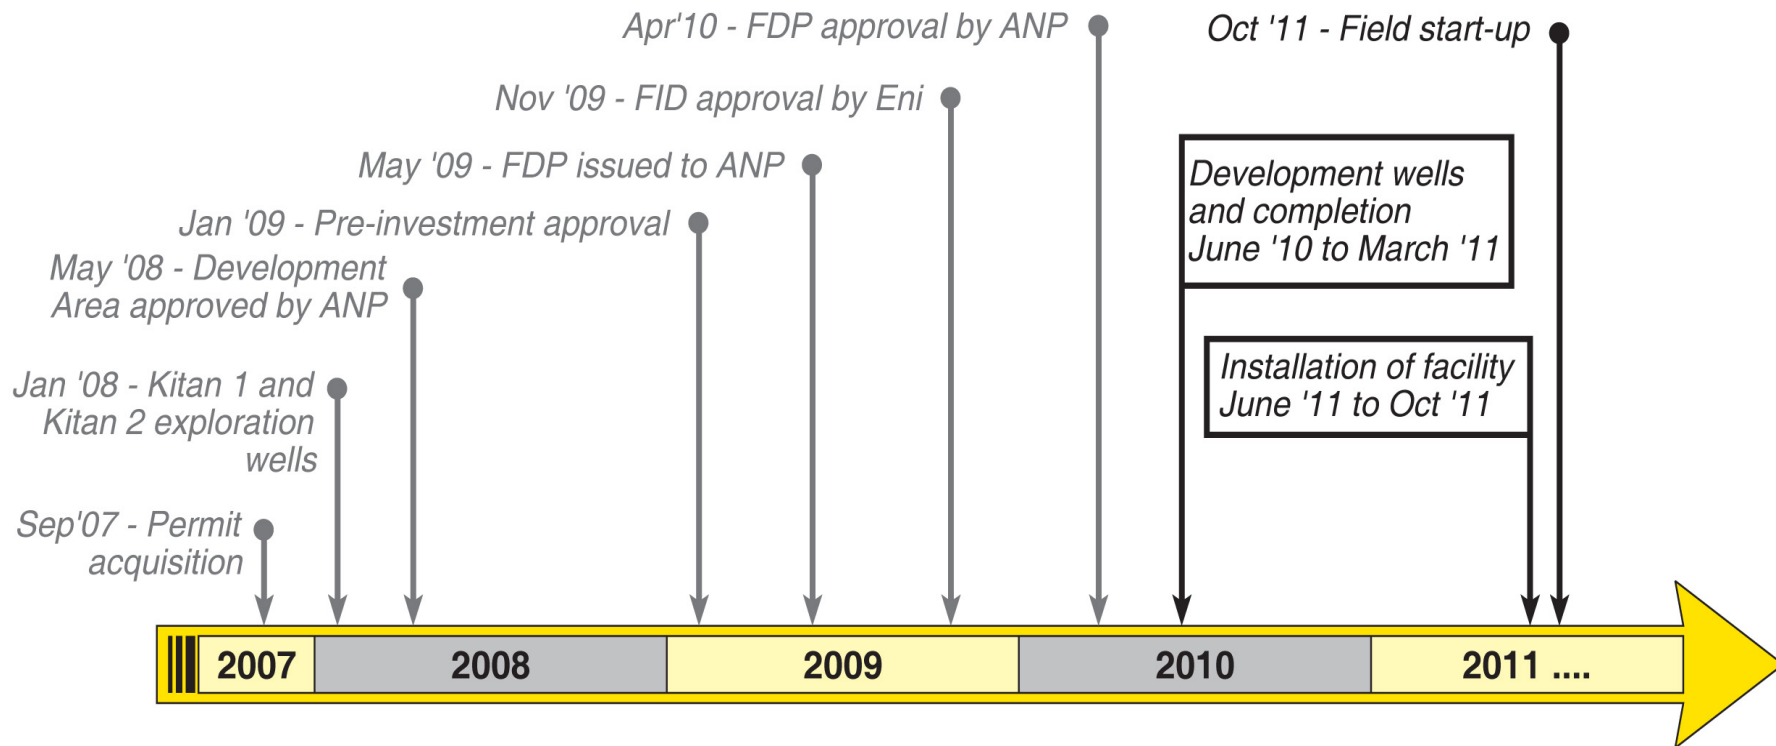 Apr'10 - FDP approval by ANP
Oct '11 - Field start-up
Nov '09 - FID approval by Eni
May '09 - FDP issued to ANP
Development wells
and completion
June '10 to March '11
Jan '09 - Pre-investment approval
May '08 - Development
Area approved by ANP
Installation of facility
June '11 to Oct '11
Jan '08 - Kitan 1 and
Kitan 2 exploration
wells
Sep'07 - Permit
acquisition
2007 2008 2009 2010 2011 ....